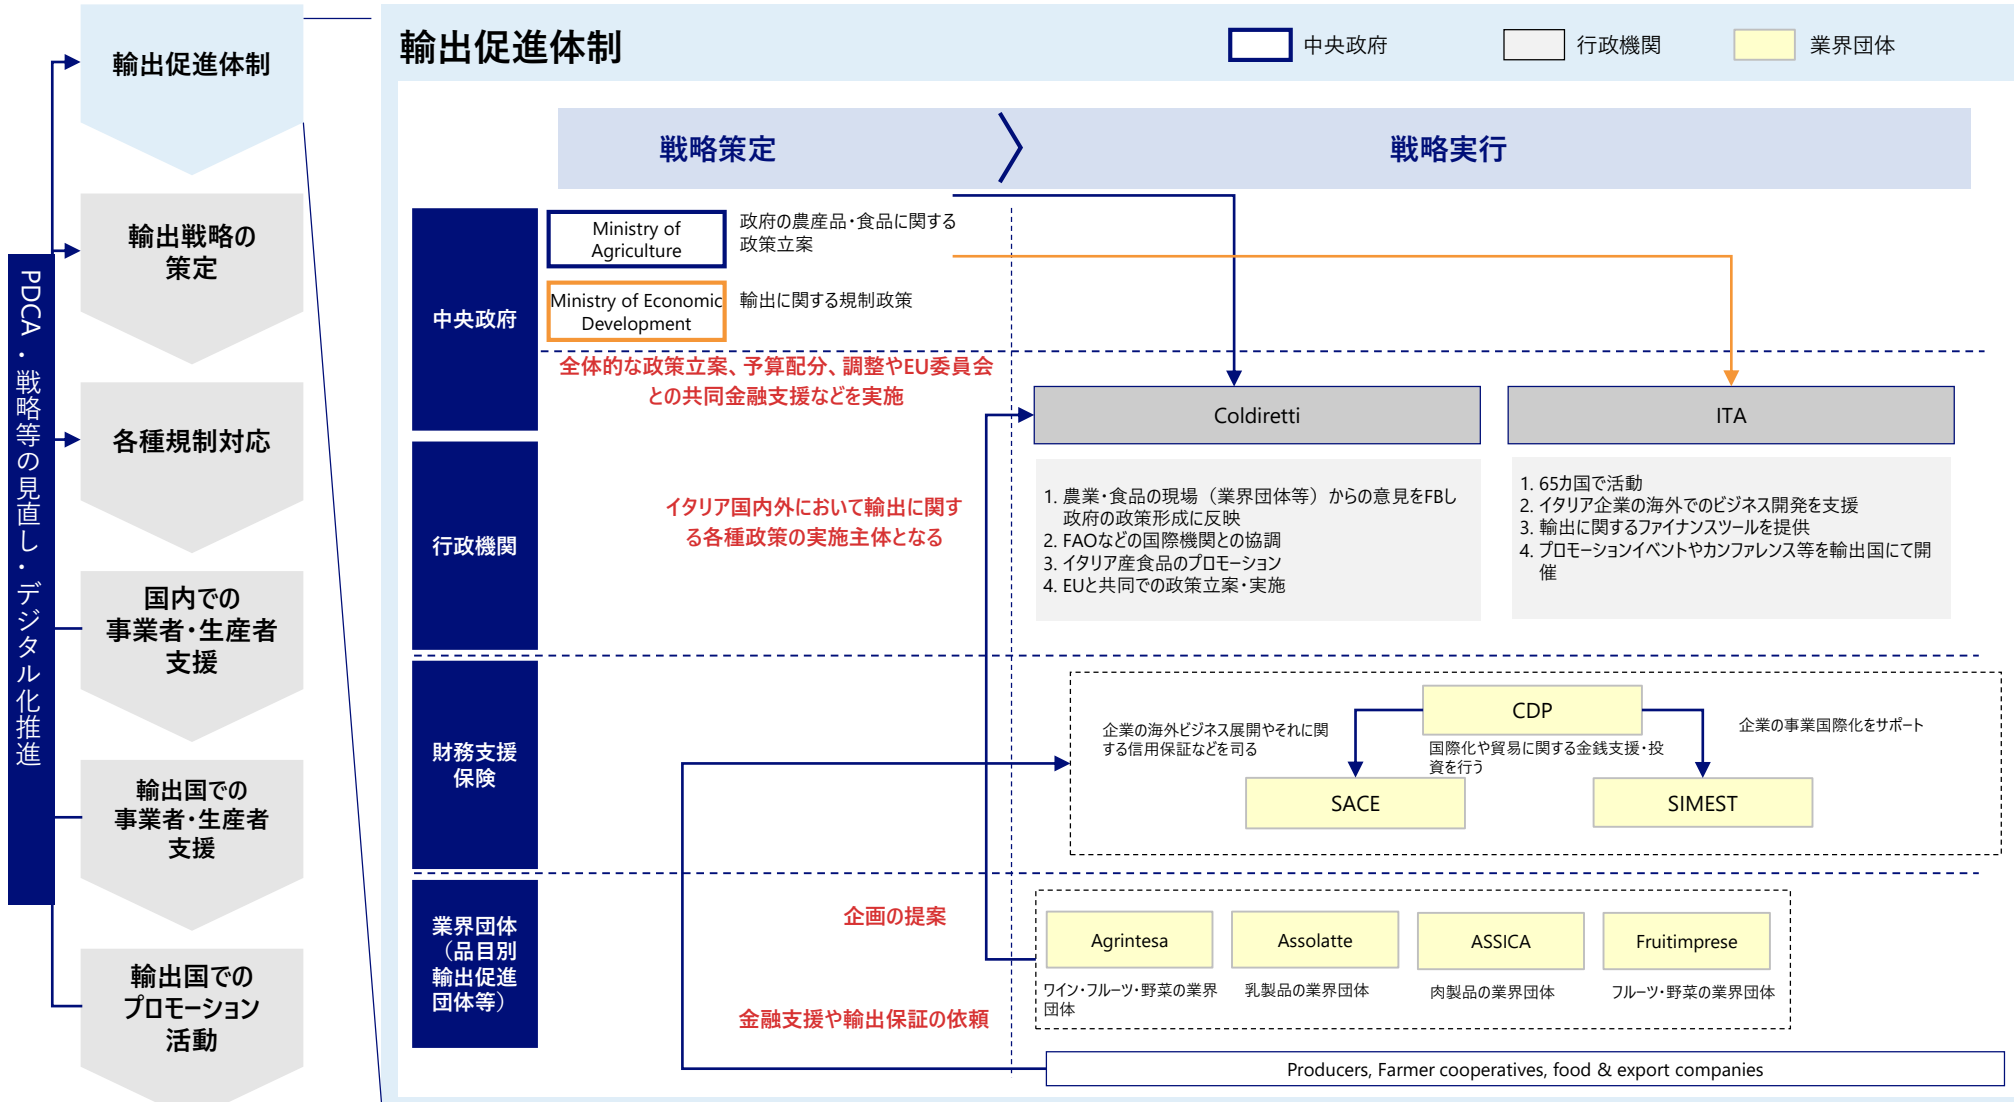 輸出促進体制
輸出戦略の
策定
各種規制対応
国内での
事業者・生産者
支援
輸出国での
事業者・生産者
支援
輸出国での
プロモーション
活動
PDCA・戦略等の見直し・デジタル化推進
輸出促進体制
中央政府
行政機関
業界団体
戦略策定
戦略実行
中央政府
Ministry of
Agriculture
政府の農産品・食品に関する
政策立案
Ministry of Economic
Development
輸出に関する規制政策
全体的な政策立案、予算配分、調整やEU委員会
との共同金融支援などを実施
Coldiretti
ITA
行政機関
イタリア国内外において輸出に関す
る各種政策の実施主体となる
1. 農業・食品の現場（業界団体等）からの意見をFBし
政府の政策形成に反映
2. FAOなどの国際機関との協調
3. イタリア産食品のプロモーション
4. EUと共同での政策立案・実施
1. 65カ国で活動
2. イタリア企業の海外でのビジネス開発を支援
3. 輸出に関するファイナンスツールを提供
4. プロモーションイベントやカンファレンス等を輸出国にて開
催
財務支援
保険
CDP
企業の海外ビジネス展開やそれに関
する信用保証などを司る
国際化や貿易に関する金銭支援・投
資を行う
企業の事業国際化をサポート
SACE
SIMEST
業界団体
（品目別
輸出促進
団体等）
企画の提案
金融支援や輸出保証の依頼
Agrintesa
Assolatte
ASSICA
Fruitimprese
ワイン・フルーツ・野菜の業界
団体
乳製品の業界団体
肉製品の業界団体
フルーツ・野菜の業界団体
Producers, Farmer cooperatives, food & export companies